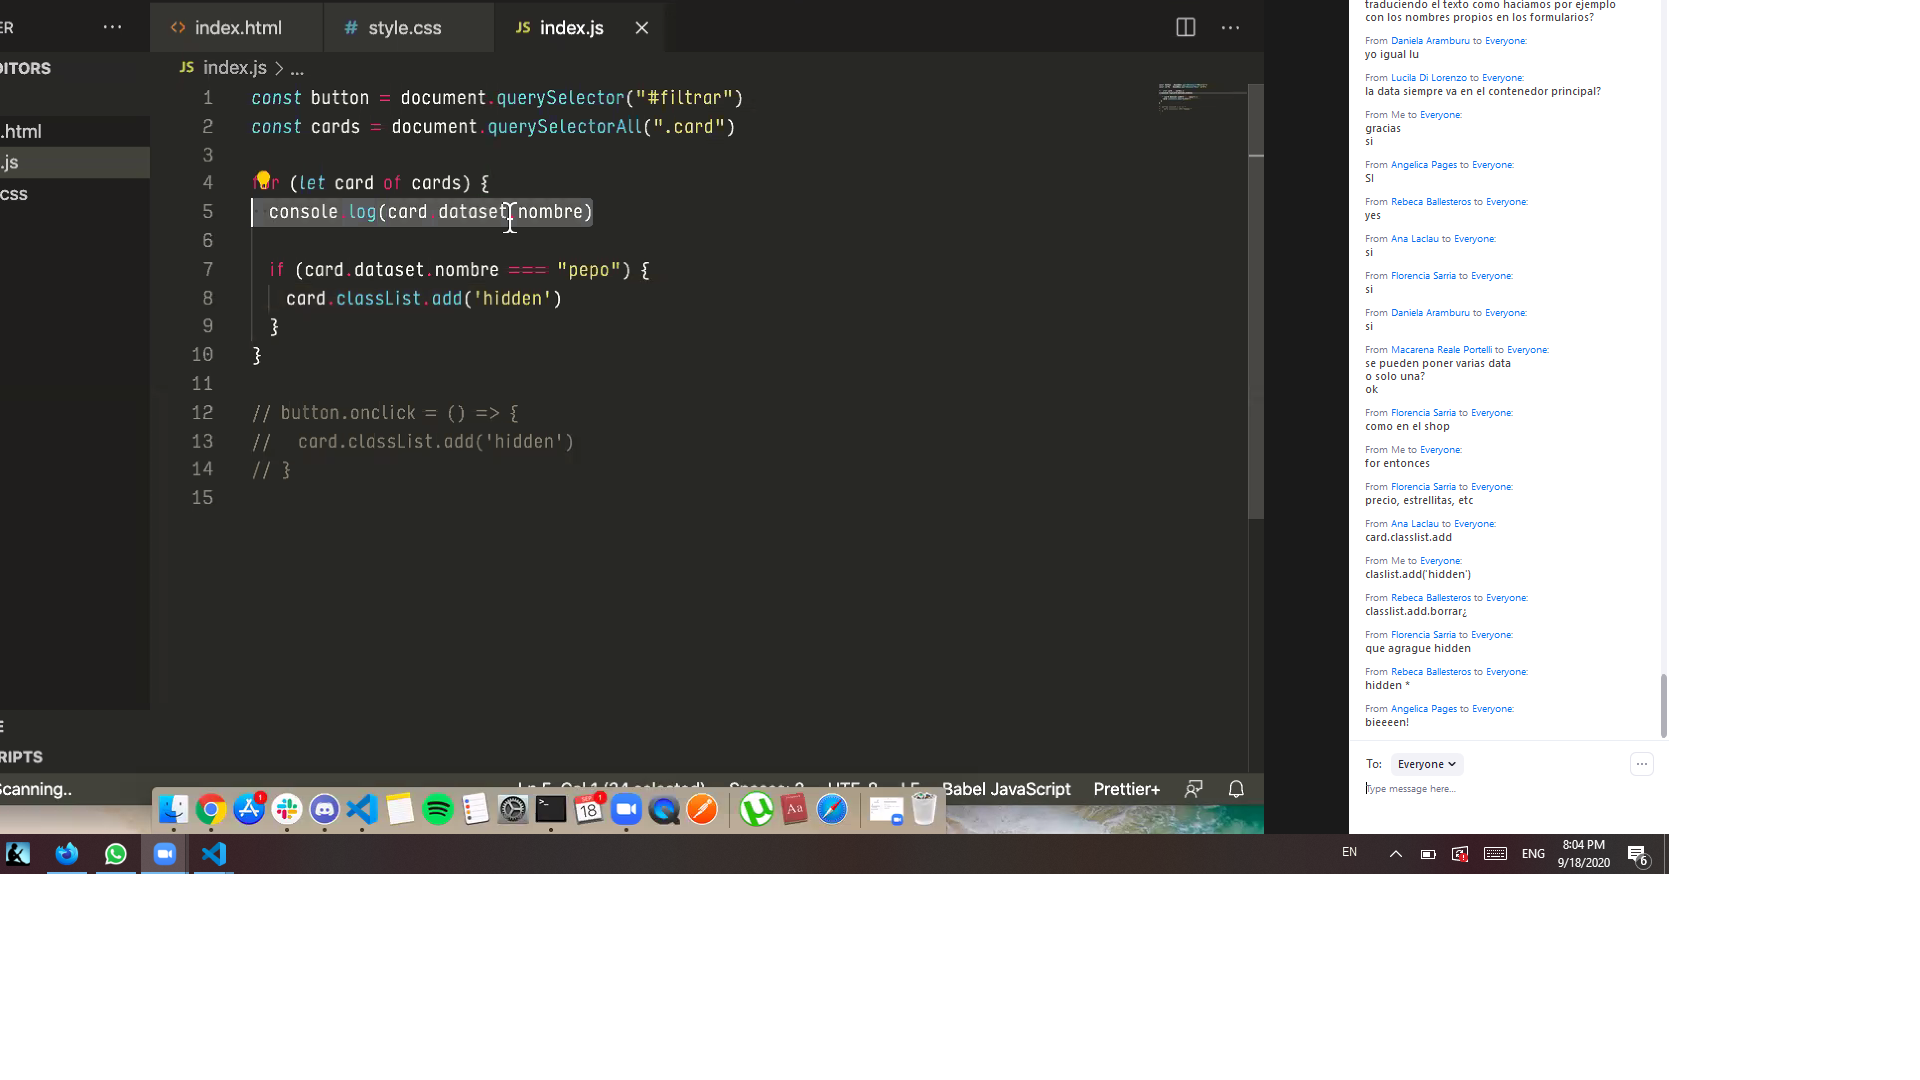 ER
index.html
# style.css
JS index.js
DITORS
JS index.js > ...
.html
.js
css
1 const button = document.querySelector("#filtrar")
2 const cards = document.querySelectorAll(".card")
3
4 for (let card of cards) {
5 console.log(card.dataset.nombre)
6
7 if (card.dataset.nombre === "pepo") {
8 card.classList.add('hidden')
9 }
10 }
11
12 // button.onclick = () => {
13 // card.classList.add('hidden')
14 // }
15
E
RIPTS
Scanning..
Babel JavaScript
Prettier+
traduciendo el texto como haciamos por ejemplo
con los nombres propios en los formularios?
From Daniela Aramburu to Everyone:
yo igual lu
From Lucila Di Lorenzo to Everyone:
la data siempre va en el contenedor principal?
From Me to Everyone:
gracias
si
From Angelica Pages to Everyone:
SI
From Rebeca Ballesteros to Everyone:
yes
From Ana Laclau to Everyone:
si
From Florencia Sarria to Everyone:
si
From Daniela Aramburu to Everyone:
si
From Macarena Reale Portelli to Everyone:
se pueden poner varias data
o solo una?
ok
From Florencia Sarria to Everyone:
como en el shop
From Me to Everyone:
for entonces
From Florencia Sarria to Everyone:
precio, estrellitas, etc
From Ana Laclau to Everyone:
card.classlist.add
From Me to Everyone:
claslist.add('hidden')
From Rebeca Ballesteros to Everyone:
classlist.add.borrar¿
From Florencia Sarria to Everyone:
que agrague hidden
From Rebeca Ballesteros to Everyone:
hidden *
From Angelica Pages to Everyone:
bieeeen!
To: Everyone
Type message here...
1
SEP 1
18
Aa
EN
ENG
8:04 PM
9/18/2020
6